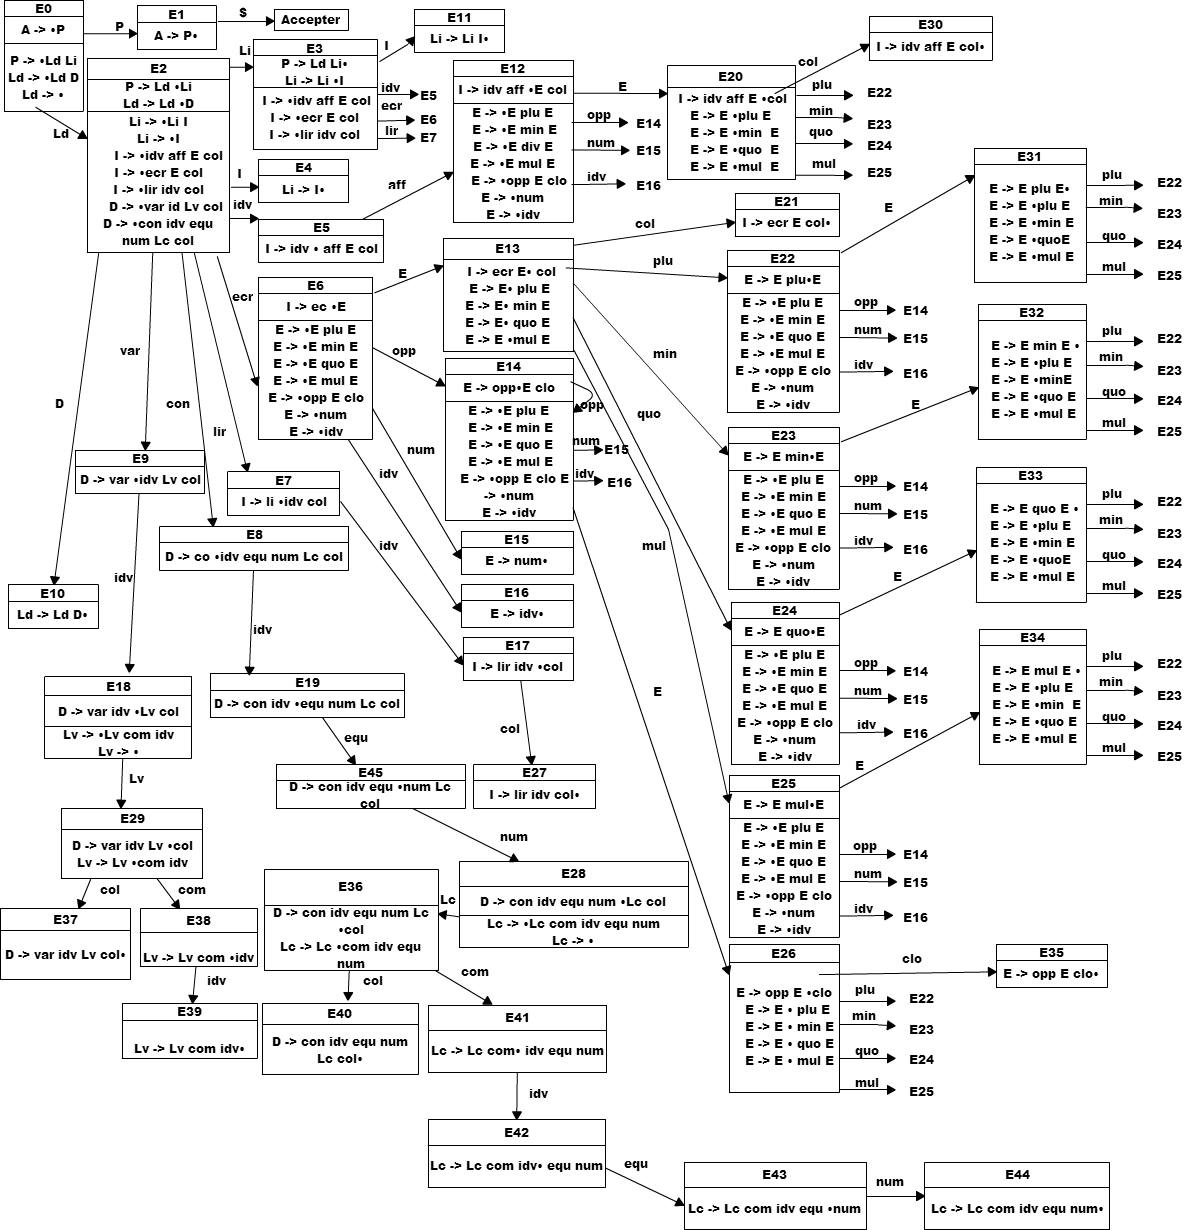 E0
A -> •P
P -> •Ld Li
Ld -> •Ld D
Ld -> •
P
E1
A -> P•
$
Accepter
Ld
E2
P -> Ld •Li
Ld -> Ld •D
Li -> •Li I
Li -> •I
I -> •idv aff E col
I -> •ecr E col
I -> •lir idv col
D -> •var id Lv col
D -> •con idv equ
num Lc col
Li
E3
P -> Ld Li•
Li -> Li •I
I -> •idv aff E col
I -> •ecr E col
I -> •lir idv col
I
E11
Li -> Li I•
idv
E5
ecr
E6
lir
E7
I
E4
Li -> I•
idv
E5
I -> idv • aff E col
aff
E12
I -> idv aff •E col
E -> •E plu E
E -> •E min E
E -> •E div E
E -> •E mul E
E -> •opp E clo
E -> •num
E -> •idv
E
opp
E14
num
E15
idv
E16
E20
I -> idv aff E •col
E -> E •plu E
E -> E •min E
E -> E •quo E
E -> E •mul E
col
E30
I -> idv aff E col•
plu
E22
min
E23
quo
E24
mul
E25
ecr
E6
I -> ec •E
E -> •E plu E
E -> •E min E
E -> •E quo E
E -> •E mul E
E -> •opp E clo
E -> •num
E -> •idv
E
opp
num
idv
E13
I -> ecr E• col
E -> E• plu E
E -> E• min E
E -> E• quo E
E -> •mul E
col
E21
I -> ecr E col•
plu
min
quo
mul
E14
E -> opp•E clo
E -> •E plu E
E -> •E min E
E -> •E quo E
E -> •E mul E
E -> •opp E clo E
-> •num
E -> •idv
opp
num
E15
idv
E16
E
E15
E -> num•
E16
E -> idv•
E17
I -> lir idv •col
col
E27
I -> lir idv col•
E22
E -> E plu•E
E -> •E plu E
E -> •E min E
E -> •E quo E
E -> •E mul E
E -> •opp E clo
E -> •num
E -> •idv
E
opp
E14
num
E15
idv
E16
E31
E -> E plu E•
E -> E •plu E
E -> E •min E
E -> E •quoE
E -> E •mul E
plu
E22
min
E23
quo
E24
mul
E25
E23
E -> E min•E
E -> •E plu E
E -> •E min E
E -> •E quo E
E -> •E mul E
E -> •opp E clo
E -> •num
E -> •idv
E
opp
E14
num
E15
idv
E16
E32
E -> E min E •
E -> E •plu E
E -> E •minE
E -> E •quo E
E -> E •mul E
plu
E22
min
E23
quo
E24
mul
E25
E24
E -> E quo•E
E -> •E plu E
E -> •E min E
E -> •E quo E
E -> •E mul E
E -> •opp E clo
E -> •num
E -> •idv
E
opp
E14
num
E15
idv
E16
E33
E -> E quo E •
E -> E •plu E
E -> E •min E
E -> E •quoE
E -> E •mul E
plu
E22
min
E23
quo
E24
mul
E25
E25
E -> E mul•E
E -> •E plu E
E -> •E min E
E -> •E quo E
E -> •E mul E
E -> •opp E clo
E -> •num
E -> •idv
E
opp
E14
num
E15
idv
E16
E34
E -> E mul E •
E -> E •plu E
E -> E •min E
E -> E •quo E
E -> E •mul E
plu
E22
min
E23
quo
E24
mul
E25
E26
E -> opp E •clo
E -> E • plu E
E -> E • min E
E -> E • quo E
E -> E • mul E
clo
E35
E -> opp E clo•
plu
E22
min
E23
quo
E24
mul
E25
D
var
con
lir
E9
D -> var •idv Lv col
E7
I -> li •idv col
idv
E8
D -> co •idv equ num Lc col
E10
Ld -> Ld D•
idv
idv
E18
D -> var idv •Lv col
Lv -> •Lv com idv
Lv -> •
Lv
E19
D -> con idv •equ num Lc col
equ
E45
D -> con idv equ •num Lc
col
num
E29
D -> var idv Lv •col
Lv -> Lv •com idv
col
com
E37
D -> var idv Lv col•
E38
Lv -> Lv com •idv
idv
E39
Lv -> Lv com idv•
E28
D -> con idv equ num •Lc col
Lc -> •Lc com idv equ num
Lc -> •
Lc
E36
D -> con idv equ num Lc
•col
Lc -> Lc •com idv equ
num
col
com
E40
D -> con idv equ num
Lc col•
E41
Lc -> Lc com• idv equ num
idv
E42
Lc -> Lc com idv• equ num
equ
E43
Lc -> Lc com idv equ •num
num
E44
Lc -> Lc com idv equ num•